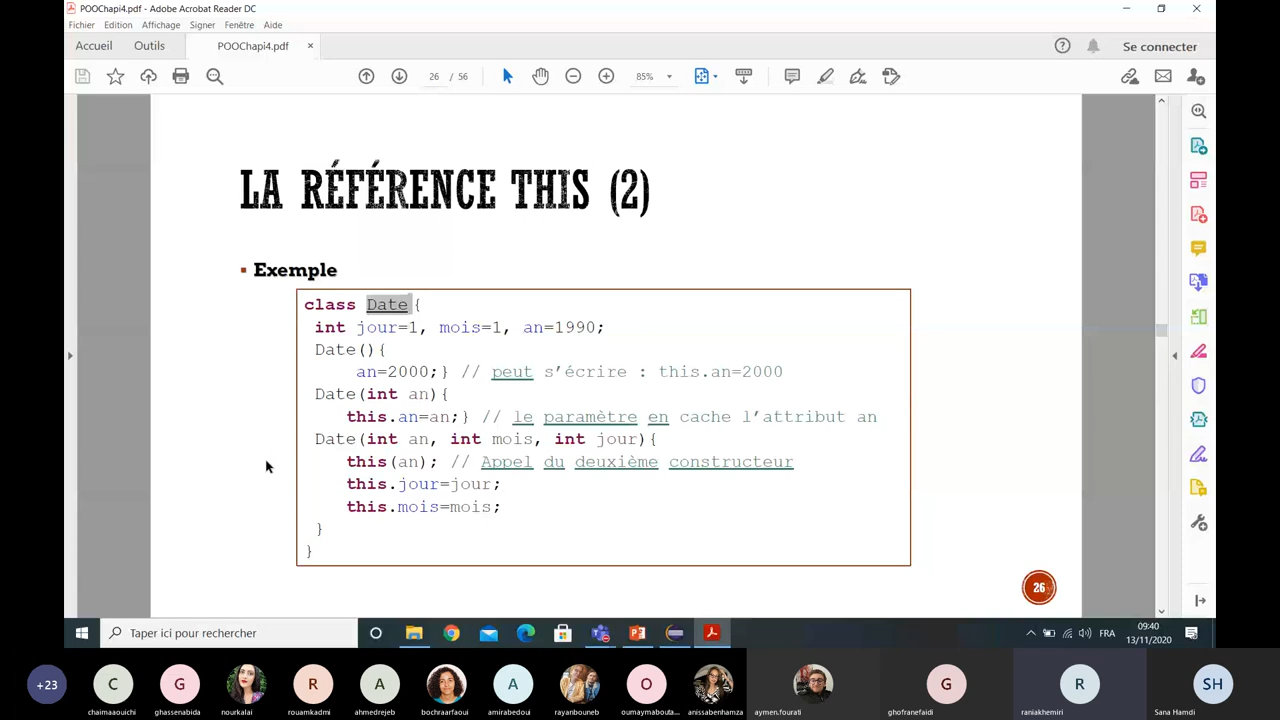 POOChapi4.pdf - Adobe Acrobat Reader DC
Fichier Edition Affichage Signer Fenêtre Aide
Accueil Outils POOChapi4.pdf × Se connecter
26 / 56 85%
LA RÉFÉRENCE THIS (2)
▪ Exemple
class Date{
int jour=1, mois=1, an=1990;
Date(){
an=2000;} // peut s’écrire : this.an=2000
Date(int an){
this.an=an;} // le paramètre en cache l’attribut an
Date(int an, int mois, int jour){
this(an); // Appel du deuxième constructeur
this.jour=jour;
this.mois=mois;
}
}
26
Taper ici pour rechercher
FRA
09:40
13/11/2020
+23 C G R A A O G R SH
chaimaaouichi ghassenabida nourkalai rouamkadmi ahmedrejeb bochraarfaoui amirabedoui rayanbouneb oumaymabouta... anissabenhamza aymen.fourati ghofranefaidi raniakhemiri Sana Hamdi